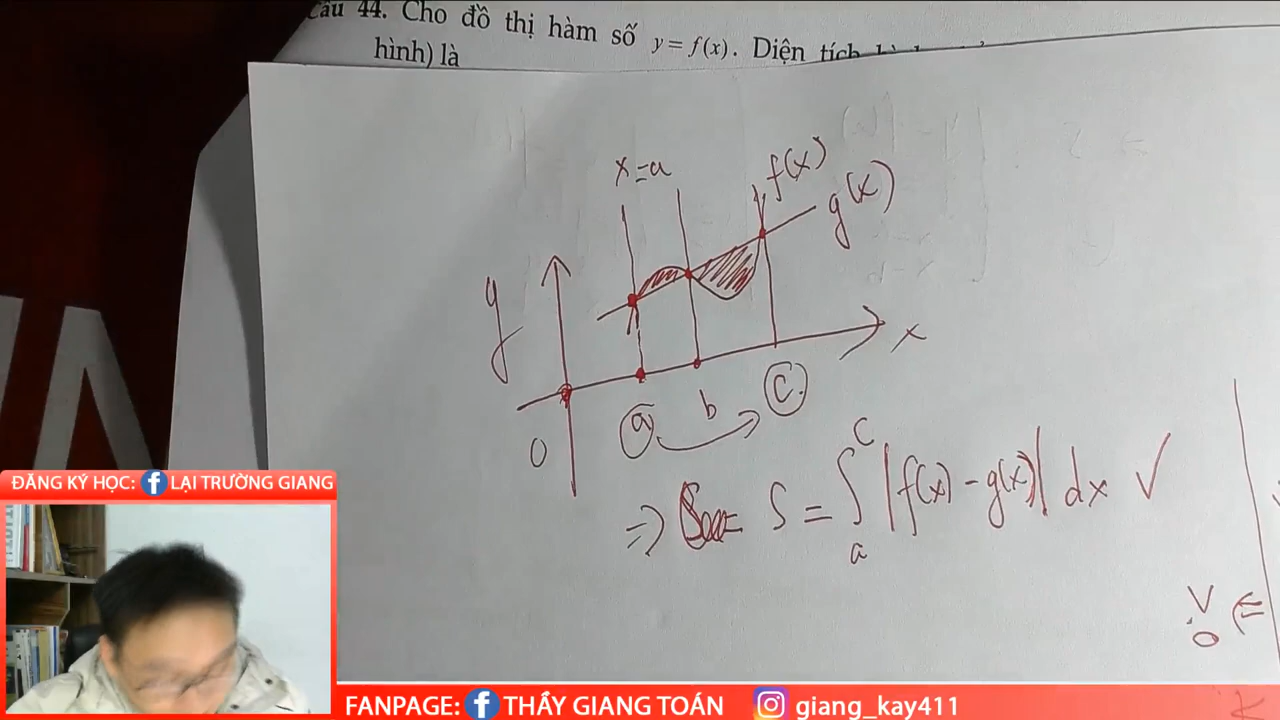 Câu 44. Cho đồ thị hàm số y = f(x). Diện tích
hình) là
x = a
f(x)
g(x)
y
x
O
a
b
c
⇒ S = ∫_a^c |f(x) - g(x)| dx ✓
ĐĂNG KÝ HỌC: LẠI TRƯỜNG GIANG
FANPAGE: THẦY GIANG TOÁN giang_kay411